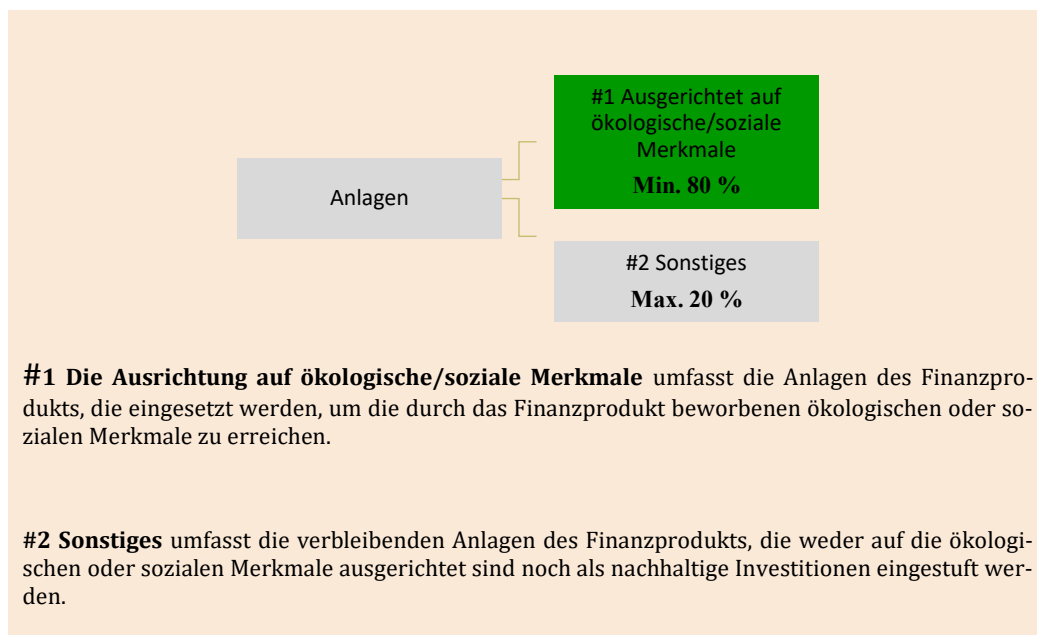 #1 Ausgerichtet auf
ökologische/soziale
Merkmale
Min. 80 %
Anlagen
#2 Sonstiges
Max. 20 %
#1 Die Ausrichtung auf ökologische/soziale Merkmale umfasst die Anlagen des Finanzpro-
dukts, die eingesetzt werden, um die durch das Finanzprodukt beworbenen ökologischen oder so-
zialen Merkmale zu erreichen.
#2 Sonstiges umfasst die verbleibenden Anlagen des Finanzprodukts, die weder auf die ökologi-
schen oder sozialen Merkmale ausgerichtet sind noch als nachhaltige Investitionen eingestuft wer-
den.